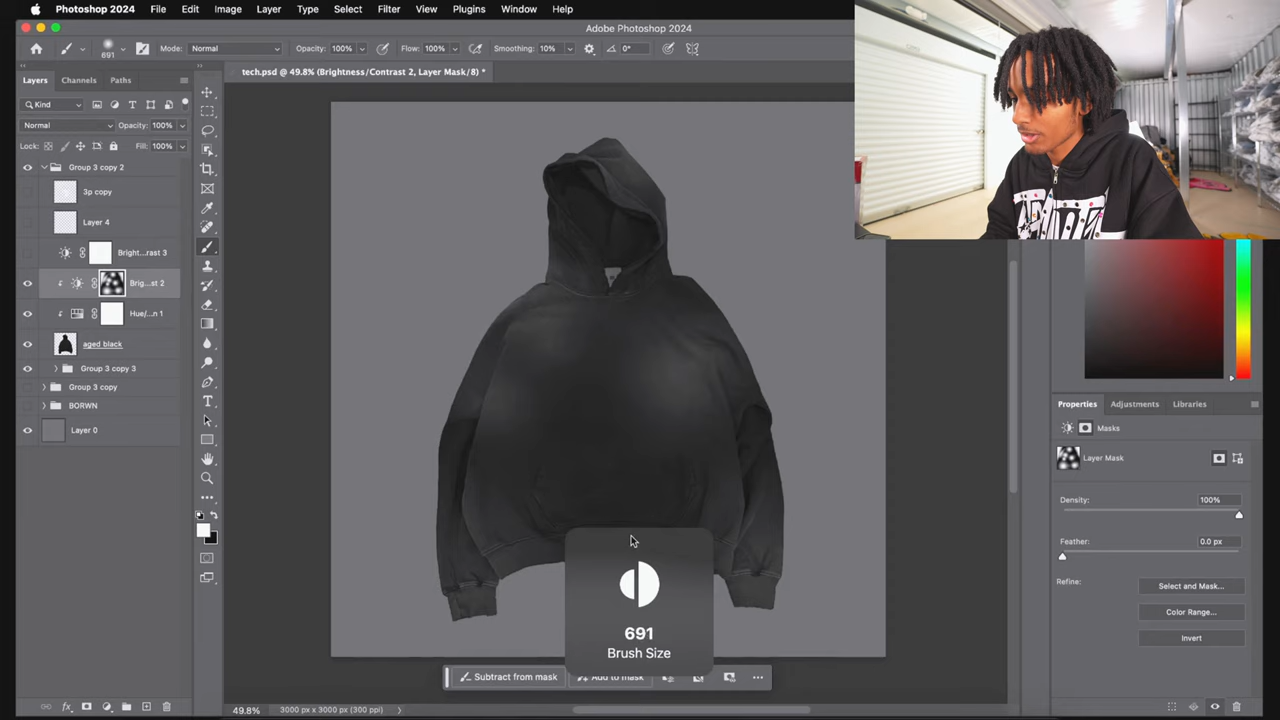 Photoshop 2024 File Edit Image Layer Type Select Filter View Plugins Window Help
Adobe Photoshop 2024
691
Mode: Normal Opacity: 100% Flow: 100% Smoothing: 10% 0°
tech.psd @ 49.8% (Brightness/Contrast 2, Layer Mask/8) *
Layers Channels Paths
Kind
Normal Opacity: 100%
Lock: Fill: 100%
Group 3 copy 2
3p copy
Layer 4
Bright...rast 3
Brig...st 2
Hue/...n 1
aged black
Group 3 copy 3
Group 3 copy
BORWN
Layer 0
691
Brush Size
Subtract from mask
Add to mask
49.8% 3000 px x 3000 px (300 ppi)
Properties Adjustments Libraries
Masks
Layer Mask
Density: 100%
Feather: 0.0 px
Refine: Select and Mask...
Color Range...
Invert